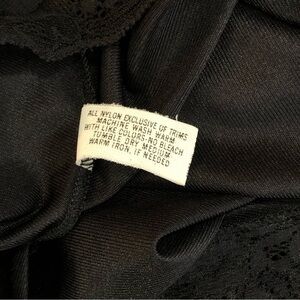 ALL NYLON EXCLUSIVE OF TRIMS
MACHINE WASH WARM
WITH LIKE COLORS-NO BLEACH
TUMBLE DRY MEDIUM
WARM IRON, IF NEEDED